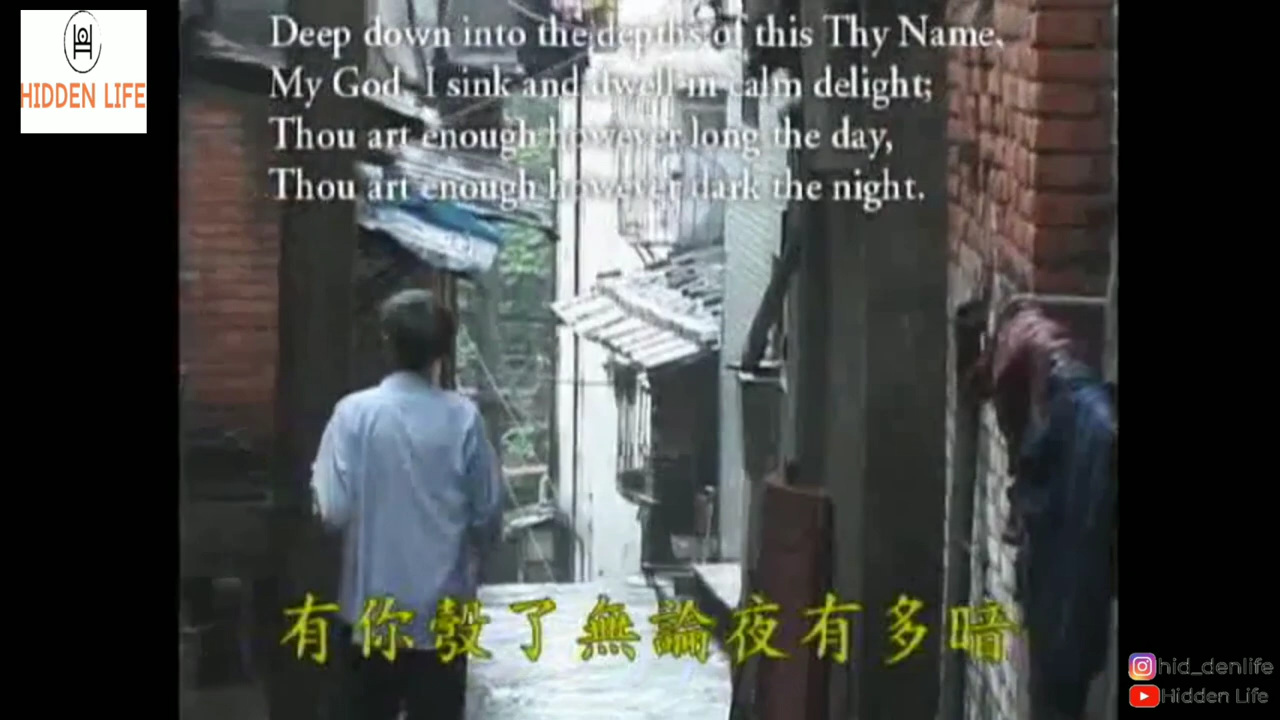 HIDDEN LIFE
Deep down into the depths of this Thy Name,
My God, I sink and dwell in calm delight;
Thou art enough however long the day,
Thou art enough however dark the night.
有你彀了無論夜有多暗
hid_denlife
Hidden Life